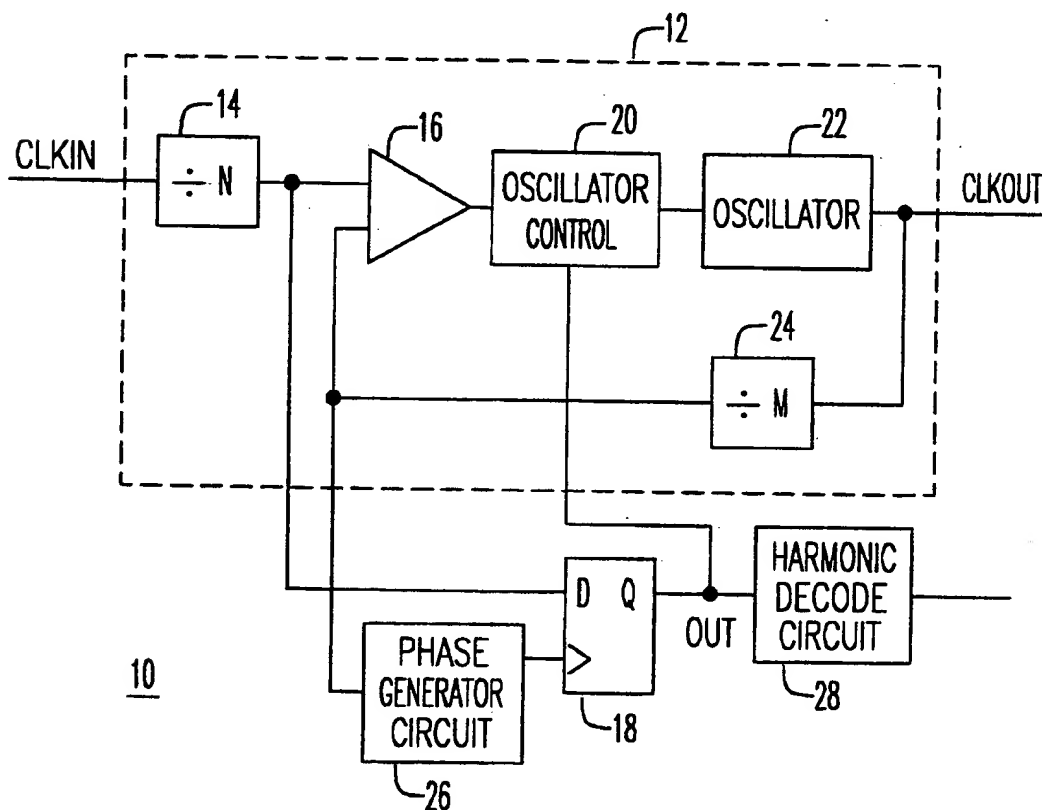 12
14
16
20
22
CLKIN
÷ N
OSCILLATOR
CONTROL
OSCILLATOR
CLKOUT
24
÷ M
D Q
OUT
HARMONIC
DECODE
CIRCUIT
PHASE
GENERATOR
CIRCUIT
10
18
28
26